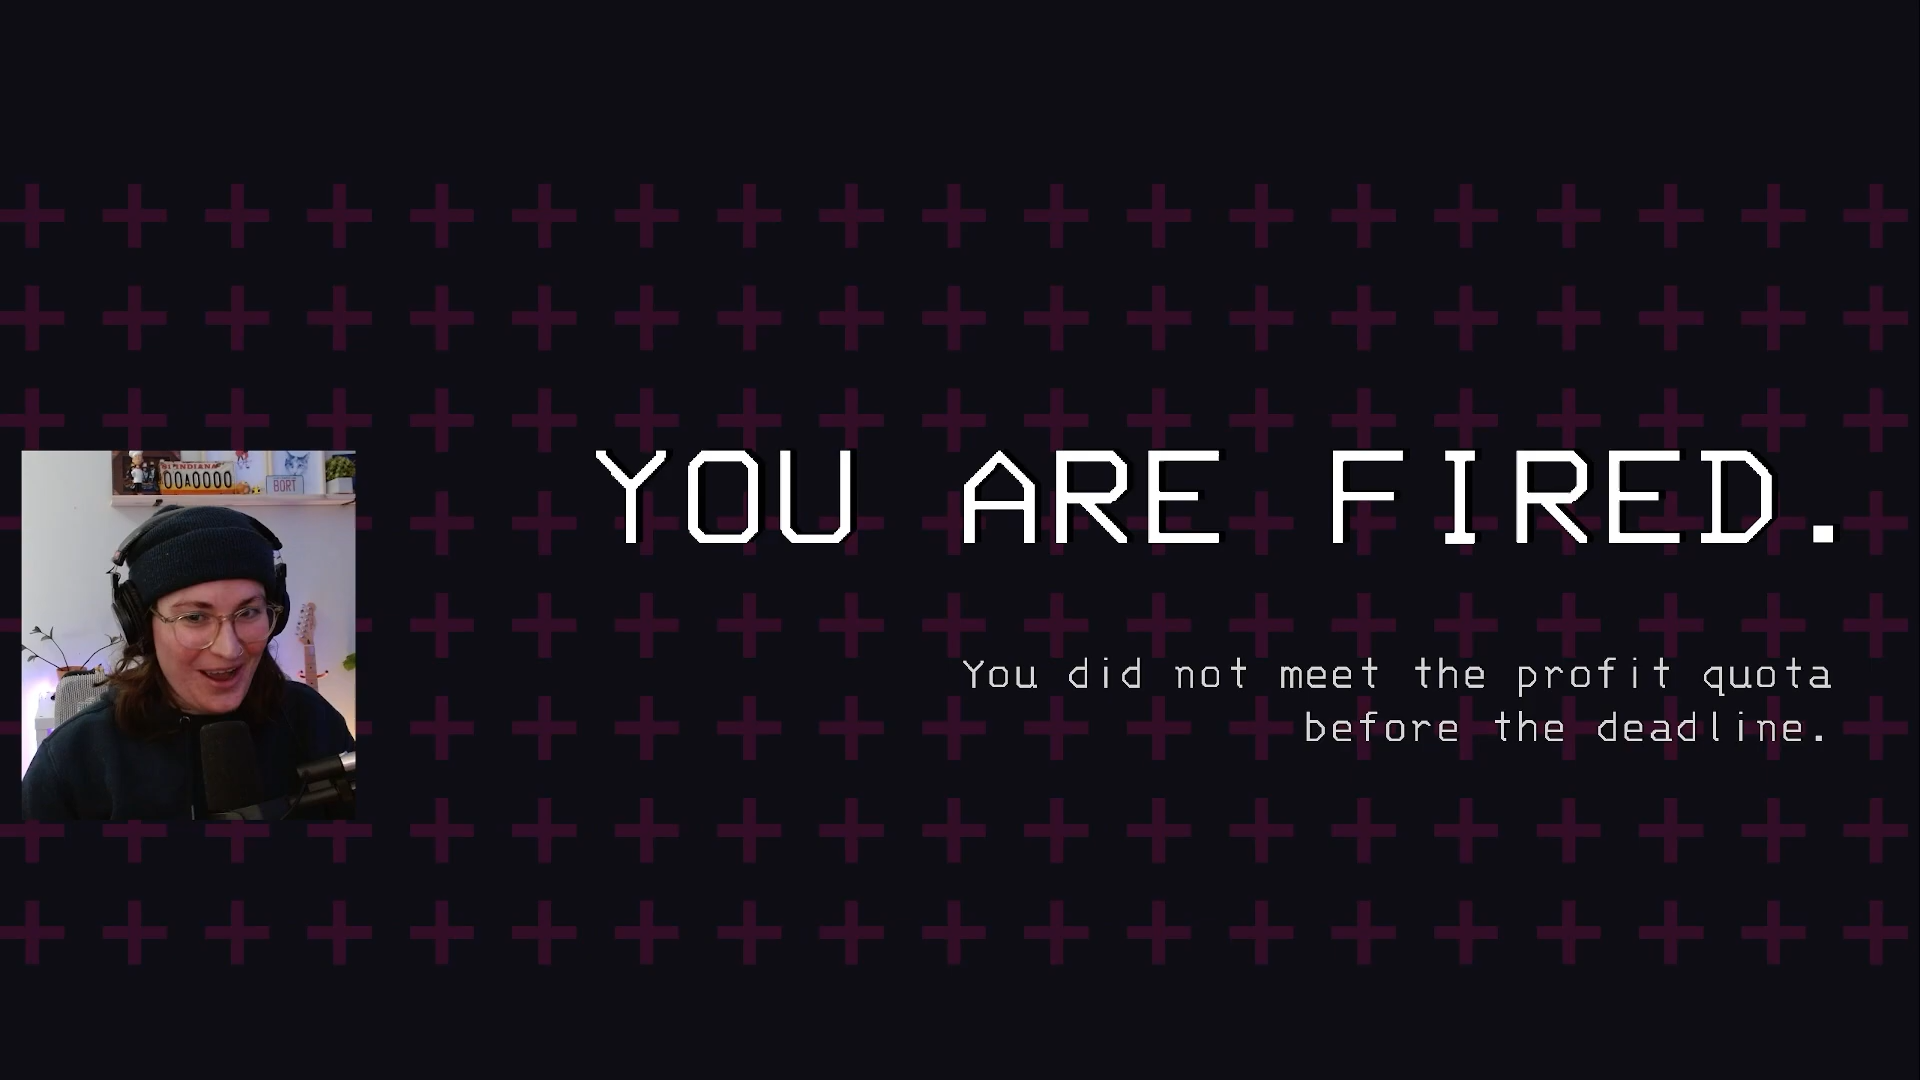 INDIANA
00A0000
BORT
YOU ARE FIRED.
You did not meet the profit quota
before the deadline.